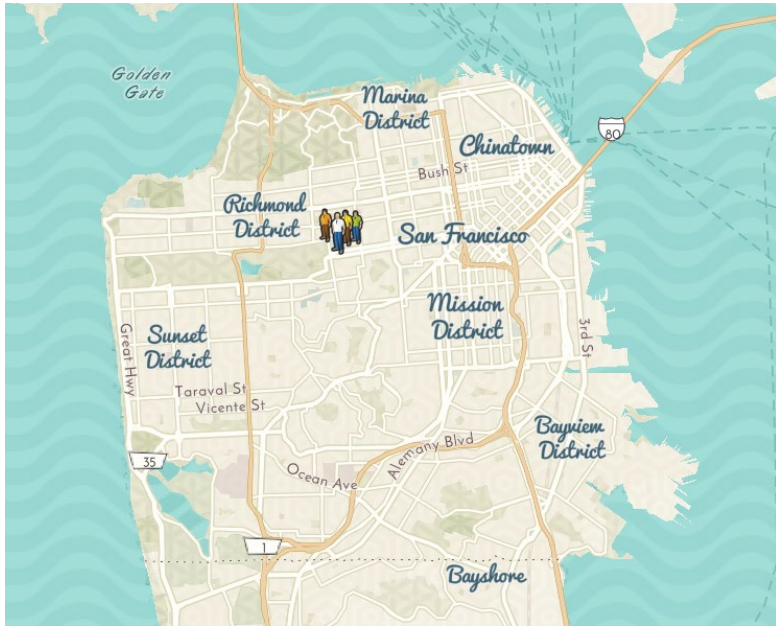 Golden
Gate
Marina
District
80
Chinatown
Bush St
Richmond
District
San Francisco
Mission
District
Great Hwy
Sunset
District
3rd St
Taraval St
Vicente St
Bayview
District
Alemany Blvd
35
Ocean Ave
1
Bayshore